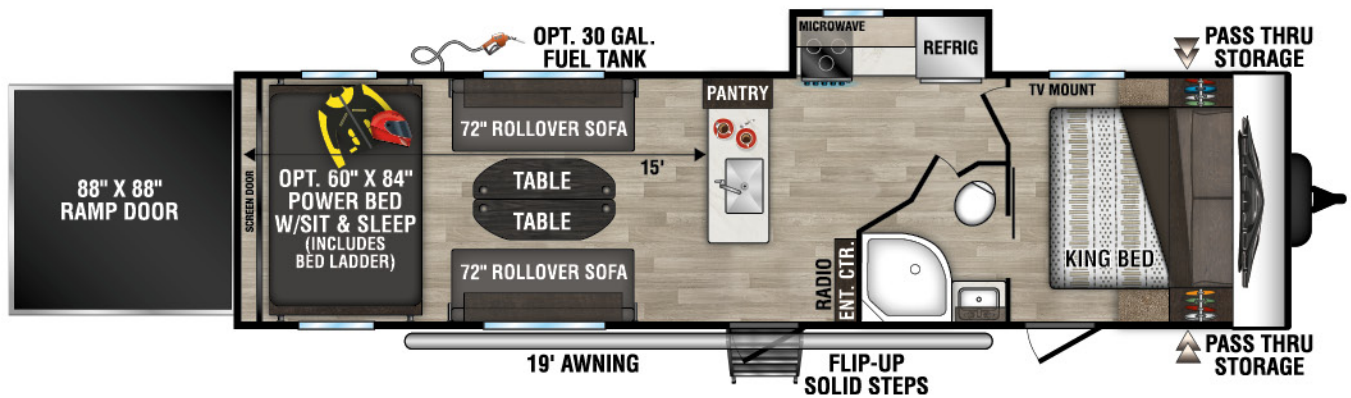 OPT. 30 GAL.
FUEL TANK
MICROWAVE
REFRIG
PASS THRU
STORAGE
PANTRY
TV MOUNT
72" ROLLOVER SOFA
15'
88" X 88"
RAMP DOOR
SCREEN DOOR
OPT. 60" X 84"
POWER BED
W/SIT & SLEEP
(INCLUDES
BED LADDER)
TABLE
TABLE
72" ROLLOVER SOFA
RADIO
ENT. CTR.
KING BED
19' AWNING
FLIP-UP
SOLID STEPS
PASS THRU
STORAGE